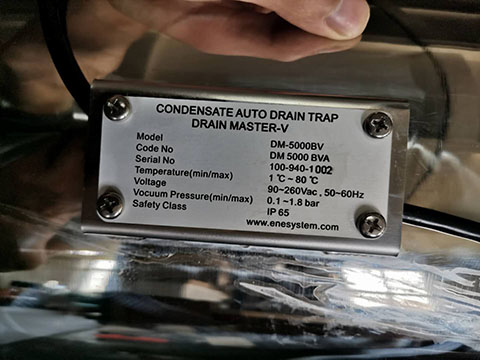 CONDENSATE AUTO DRAIN TRAP
DRAIN MASTER-V
Model DM-5000BV
Code No DM 5000 BVA
Serial No 100-940-1002
Temperature(min/max) 1 ℃~ 80 ℃
Voltage 90~260Vac , 50~60Hz
Vocuum Pressure(min/max) 0.1 ~1.8 bar
Safety Class IP 65
www.enesystem.com